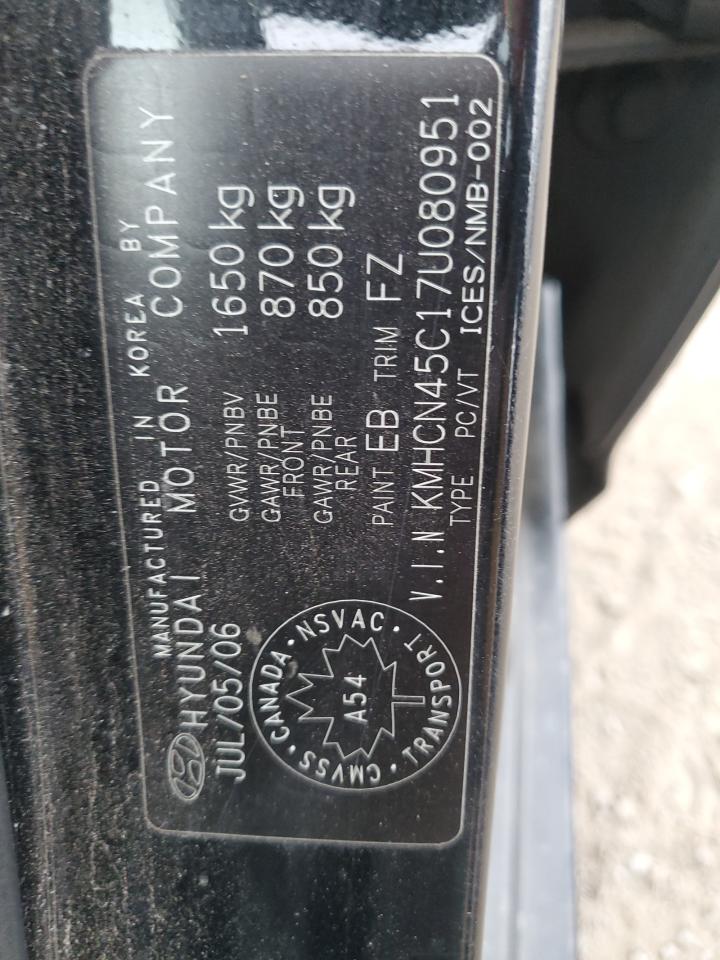 MANUFACTURED IN KOREA BY
HYUNDAI MOTOR COMPANY
JUL/05/06
GVWR/PNBV 1650 kg
GAWR/PNBE FRONT 870 kg
GAWR/PNBE REAR 850 kg
PAINT EB TRIM FZ
V.I.N KMHCN45C17U080951
TYPE PC/VT ICES/NMB-002
CANADA · NSVAC · TRANSPORT · CMVSS ·
A54